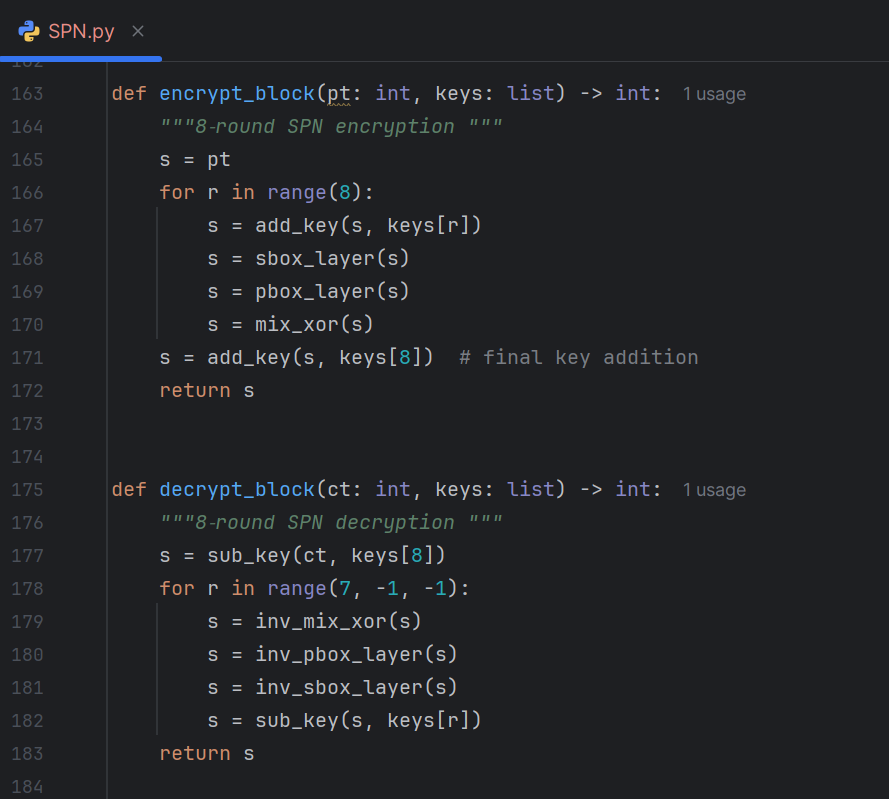 SPN.py
162
163 def encrypt_block(pt: int, keys: list) -> int: 1 usage
164 """8-round SPN encryption """
165 s = pt
166 for r in range(8):
167 s = add_key(s, keys[r])
168 s = sbox_layer(s)
169 s = pbox_layer(s)
170 s = mix_xor(s)
171 s = add_key(s, keys[8]) # final key addition
172 return s
173
174
175 def decrypt_block(ct: int, keys: list) -> int: 1 usage
176 """8-round SPN decryption """
177 s = sub_key(ct, keys[8])
178 for r in range(7, -1, -1):
179 s = inv_mix_xor(s)
180 s = inv_pbox_layer(s)
181 s = inv_sbox_layer(s)
182 s = sub_key(s, keys[r])
183 return s
184